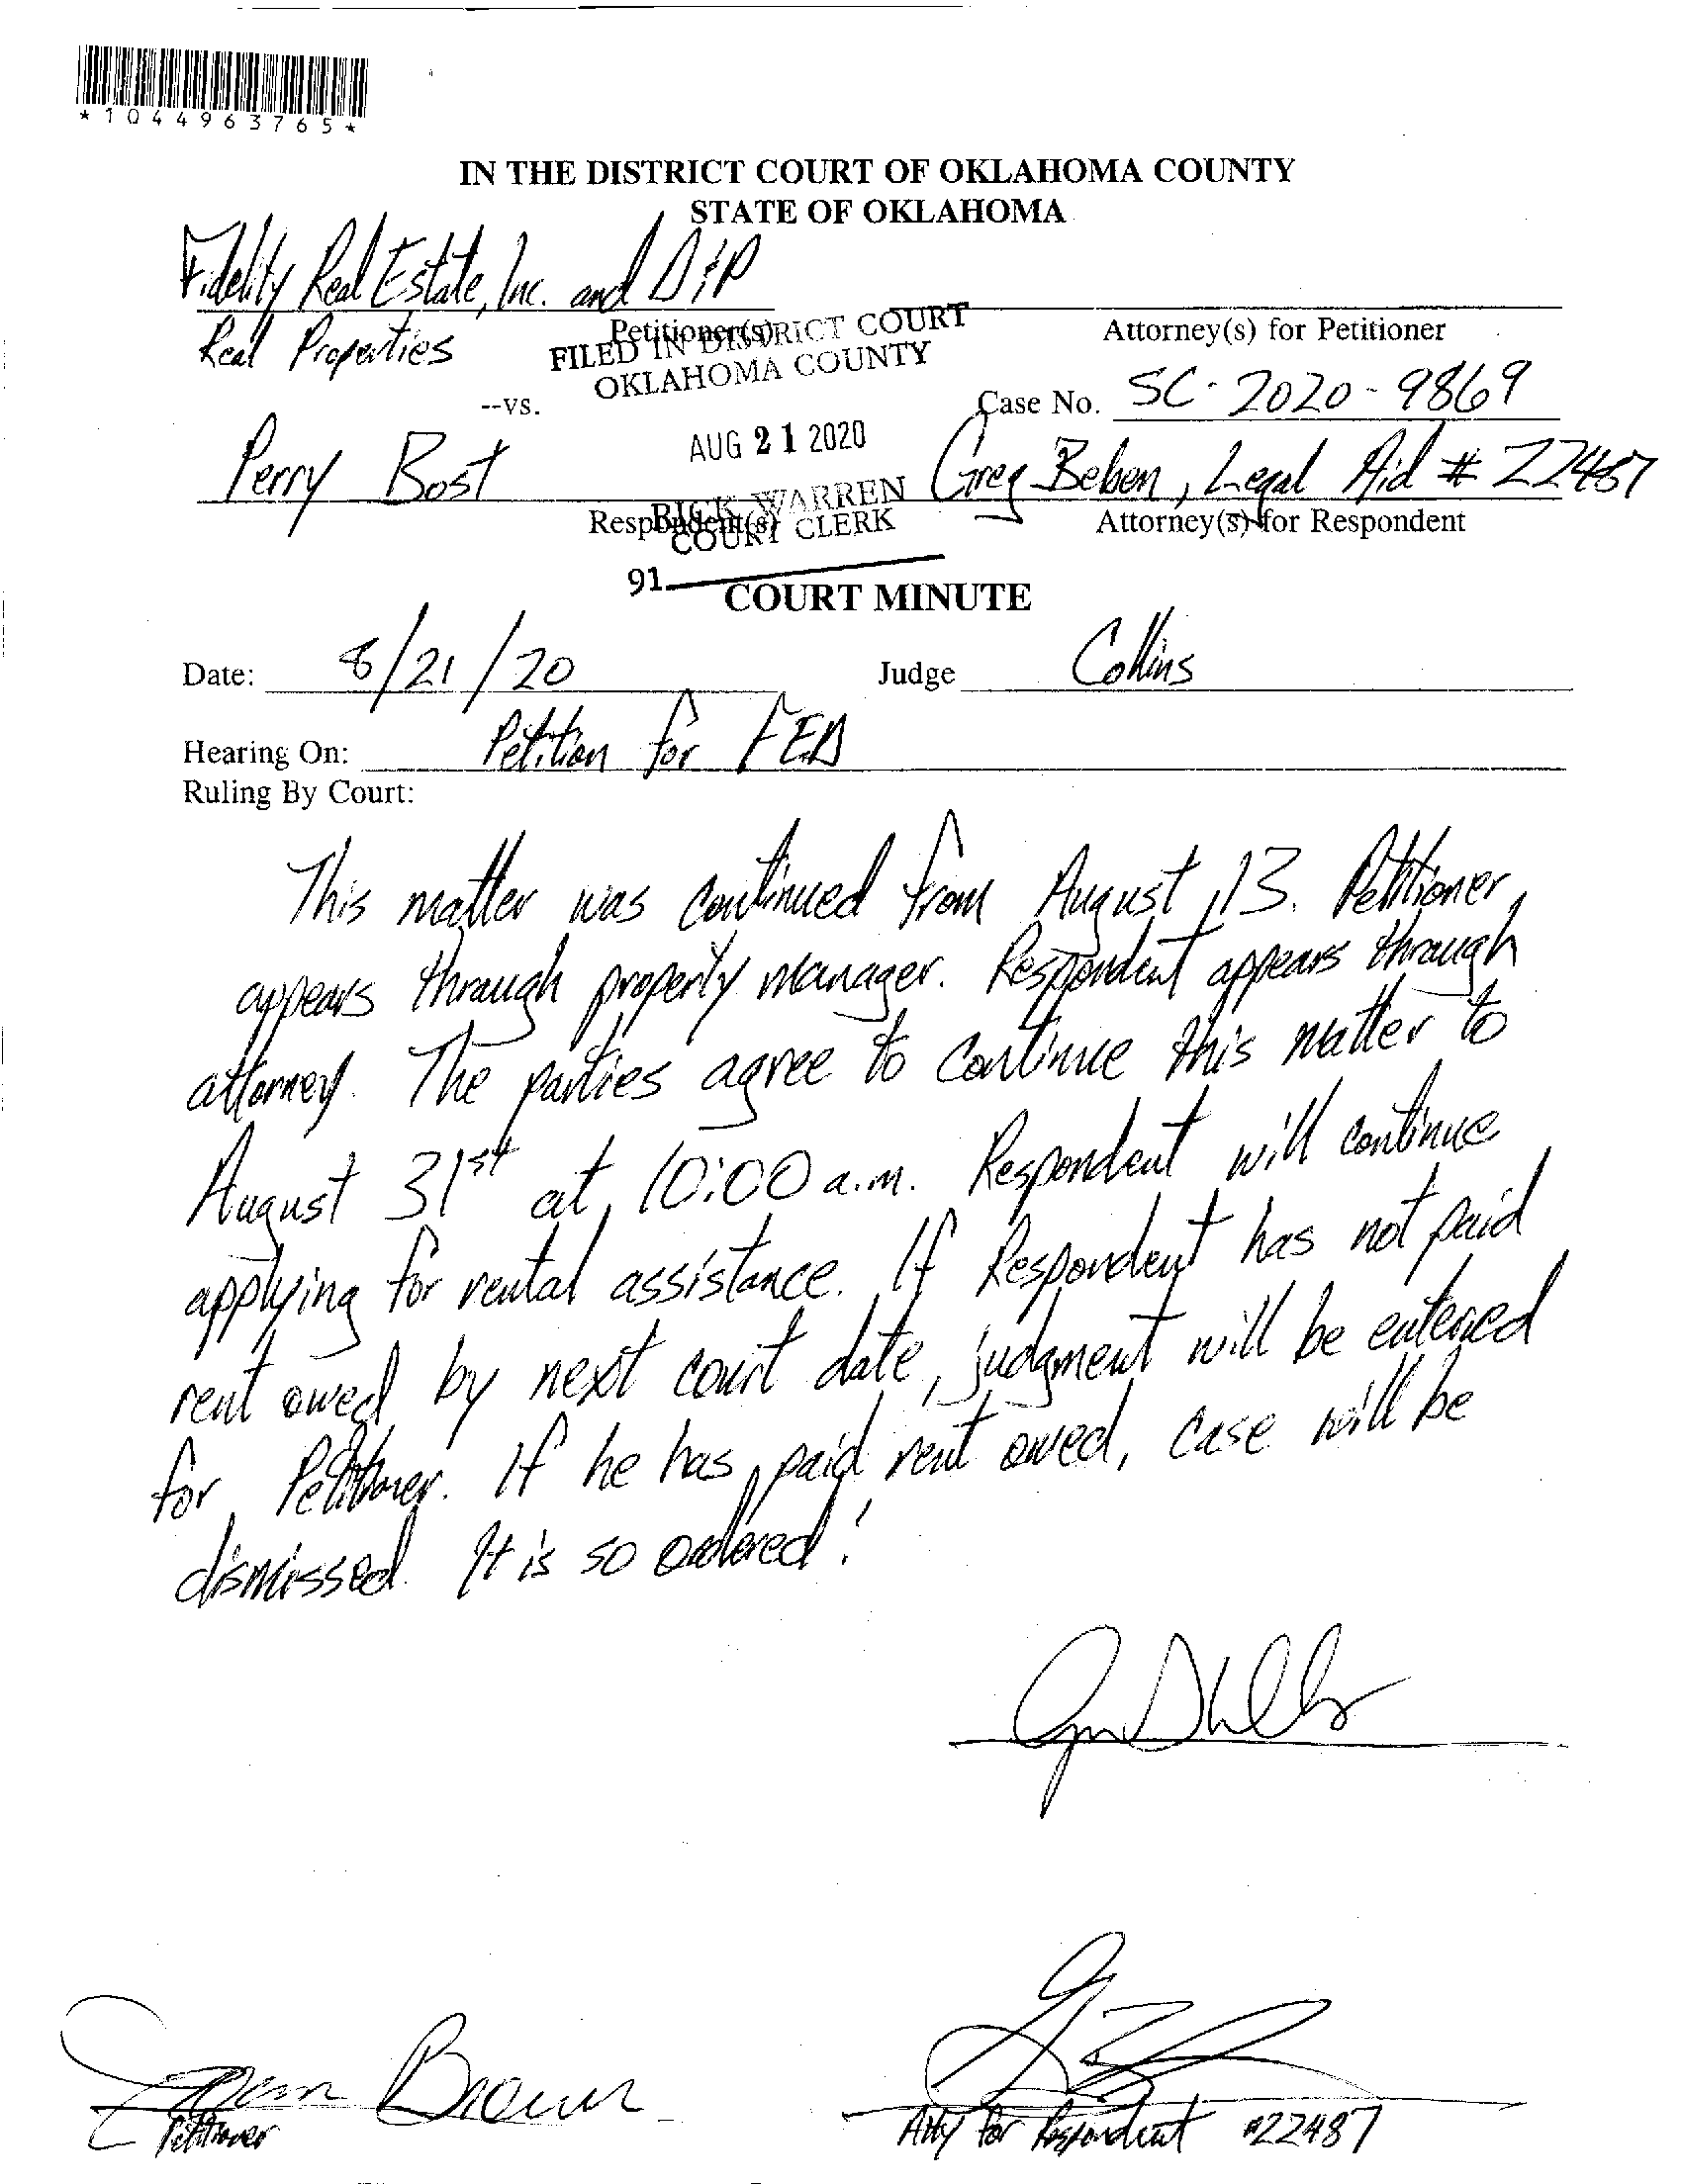 *1044963765*
IN THE DISTRICT COURT OF OKLAHOMA COUNTY
STATE OF OKLAHOMA
Fidelity Real Estate, Inc. and D&P
Real Properties
Petitioner(s)
Attorney(s) for Petitioner
FILED IN DISTRICT COURT
OKLAHOMA COUNTY
--vs.
Case No. SC-2020-9869
AUG 21 2020
Perry Bost
Greg Beben, Legal Aid # 22487
RICK WARREN
COURT CLERK
Respondent(s)
Attorney(s) for Respondent
91
COURT MINUTE
Date: 8/21/20 Judge Collins
Hearing On: Petition for FED
Ruling By Court:
This matter was continued from August 13. Petitioner
appears through property manager. Respondent appears through
attorney. The parties agree to continue this matter to
August 31st at 10:00 a.m. Respondent will continue
applying for rental assistance. If Respondent has not paid
rent owed by next court date, judgment will be entered
for Petitioner. If he has paid rent owed, case will be
dismissed. It is so ordered!
Brown
Petitioner
Atty for Respondent #22487